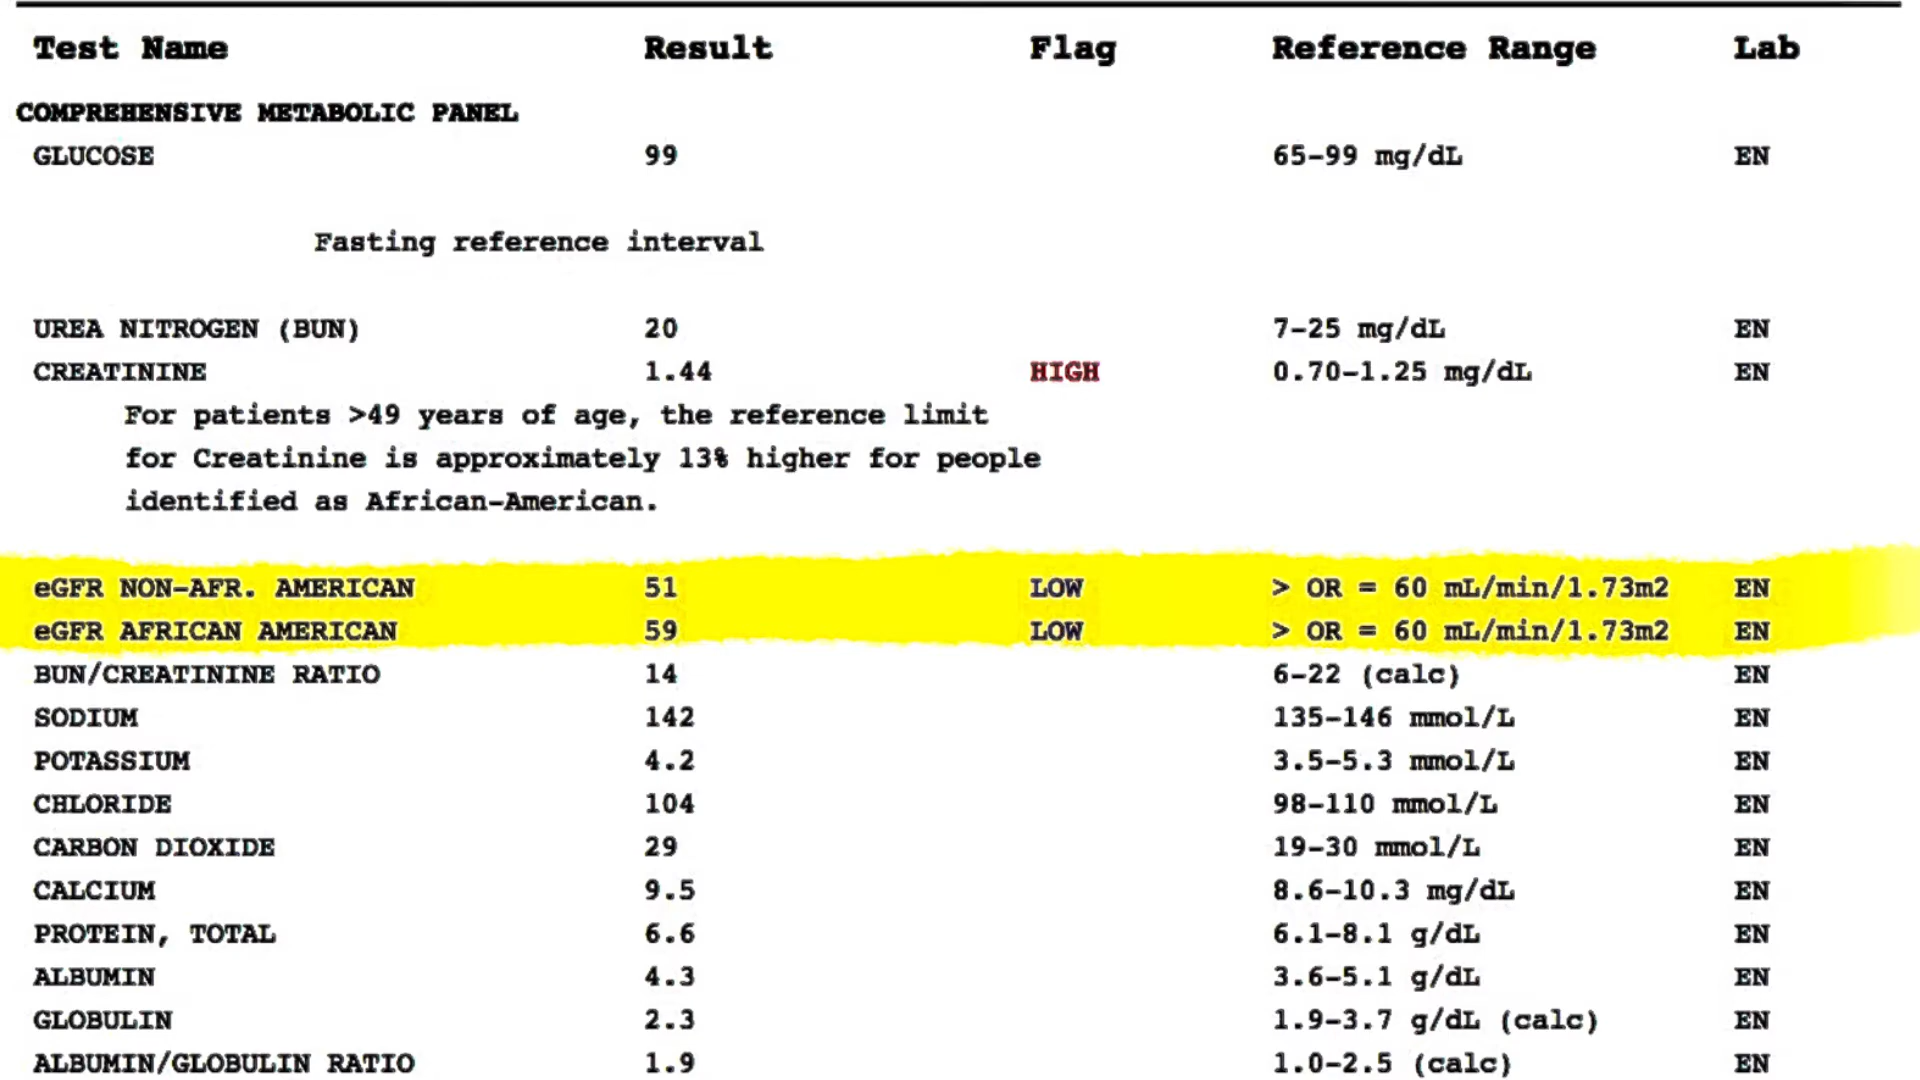 Test Name Result Flag Reference Range Lab
COMPREHENSIVE METABOLIC PANEL
GLUCOSE 99 65-99 mg/dL EN
Fasting reference interval
UREA NITROGEN (BUN) 20 7-25 mg/dL EN
CREATININE 1.44 HIGH 0.70-1.25 mg/dL EN
For patients >49 years of age, the reference limit
for Creatinine is approximately 13% higher for people
identified as African-American.
eGFR NON-AFR. AMERICAN 51 LOW > OR = 60 mL/min/1.73m2 EN
eGFR AFRICAN AMERICAN 59 LOW > OR = 60 mL/min/1.73m2 EN
BUN/CREATININE RATIO 14 6-22 (calc) EN
SODIUM 142 135-146 mmol/L EN
POTASSIUM 4.2 3.5-5.3 mmol/L EN
CHLORIDE 104 98-110 mmol/L EN
CARBON DIOXIDE 29 19-30 mmol/L EN
CALCIUM 9.5 8.6-10.3 mg/dL EN
PROTEIN, TOTAL 6.6 6.1-8.1 g/dL EN
ALBUMIN 4.3 3.6-5.1 g/dL EN
GLOBULIN 2.3 1.9-3.7 g/dL (calc) EN
ALBUMIN/GLOBULIN RATIO 1.9 1.0-2.5 (calc) EN